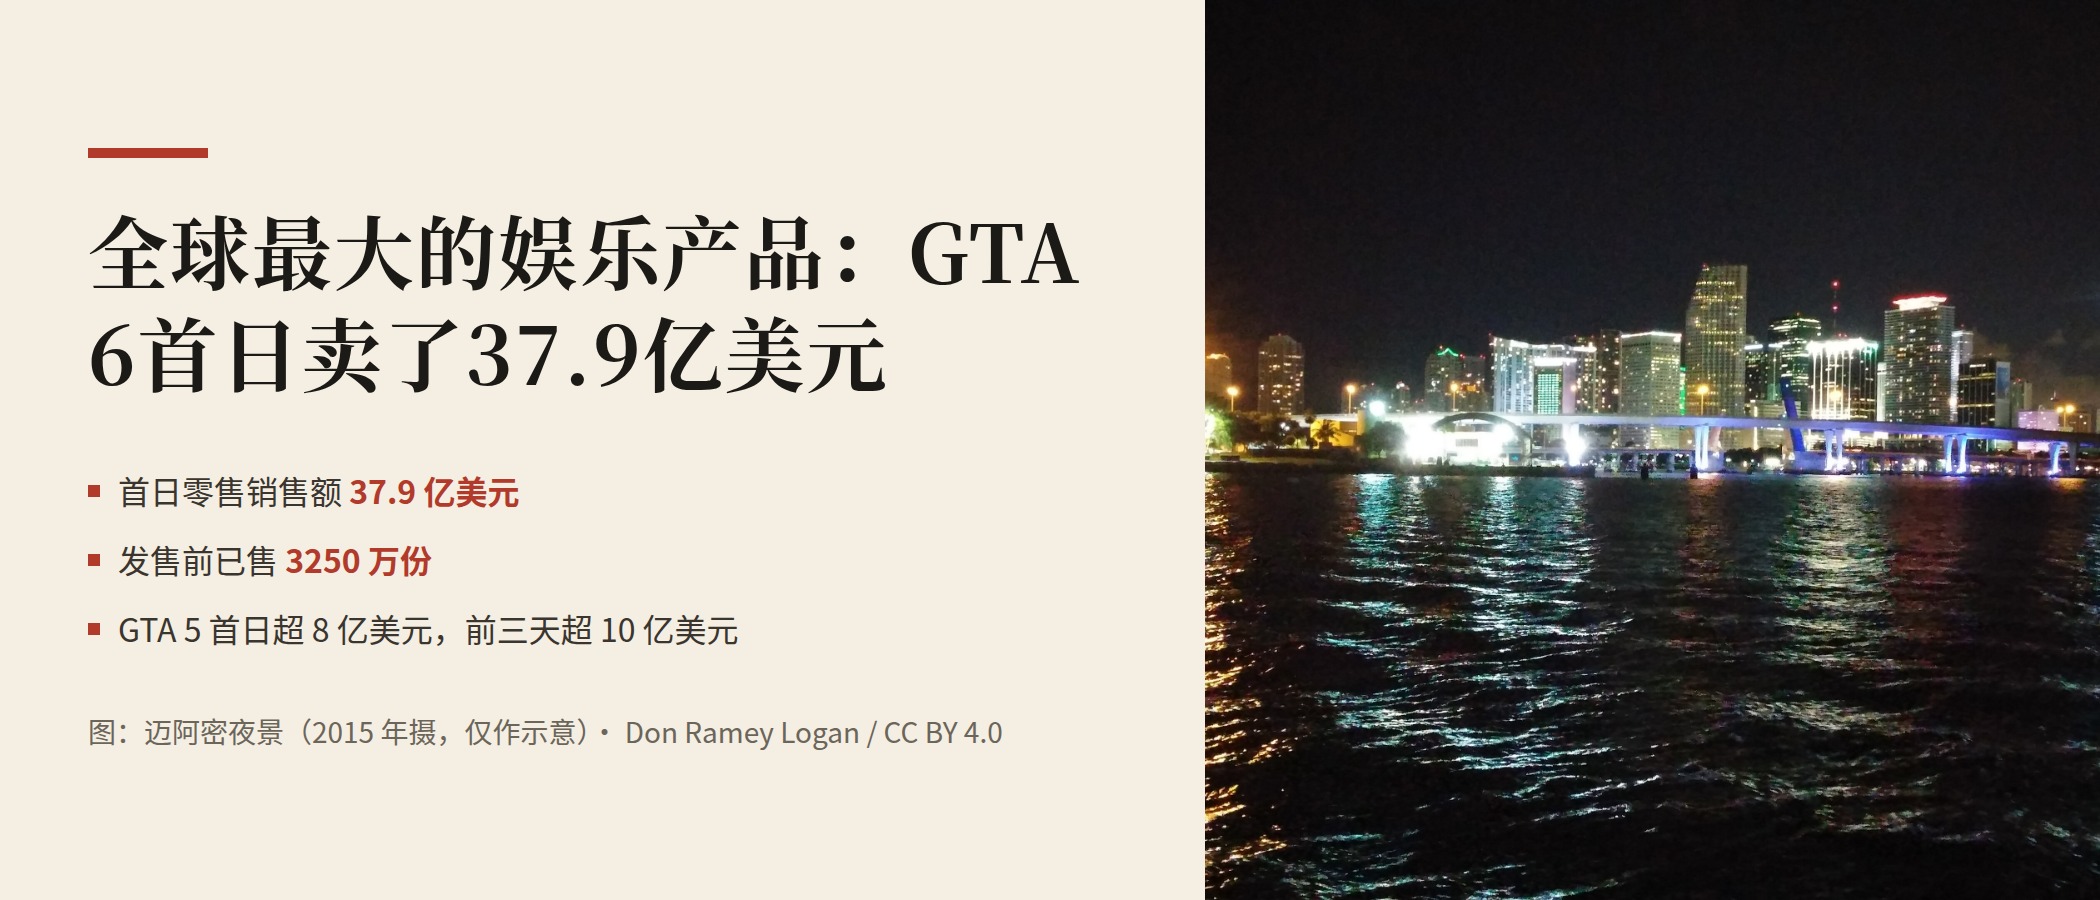 全球最大的娱乐产品：GTA
6首日卖了37.9亿美元
首日零售销售额 37.9 亿美元
发售前已售 3250 万份
GTA 5 首日超 8 亿美元，前三天超 10 亿美元
图：迈阿密夜景（2015 年摄，仅作示意）· Don Ramey Logan / CC BY 4.0